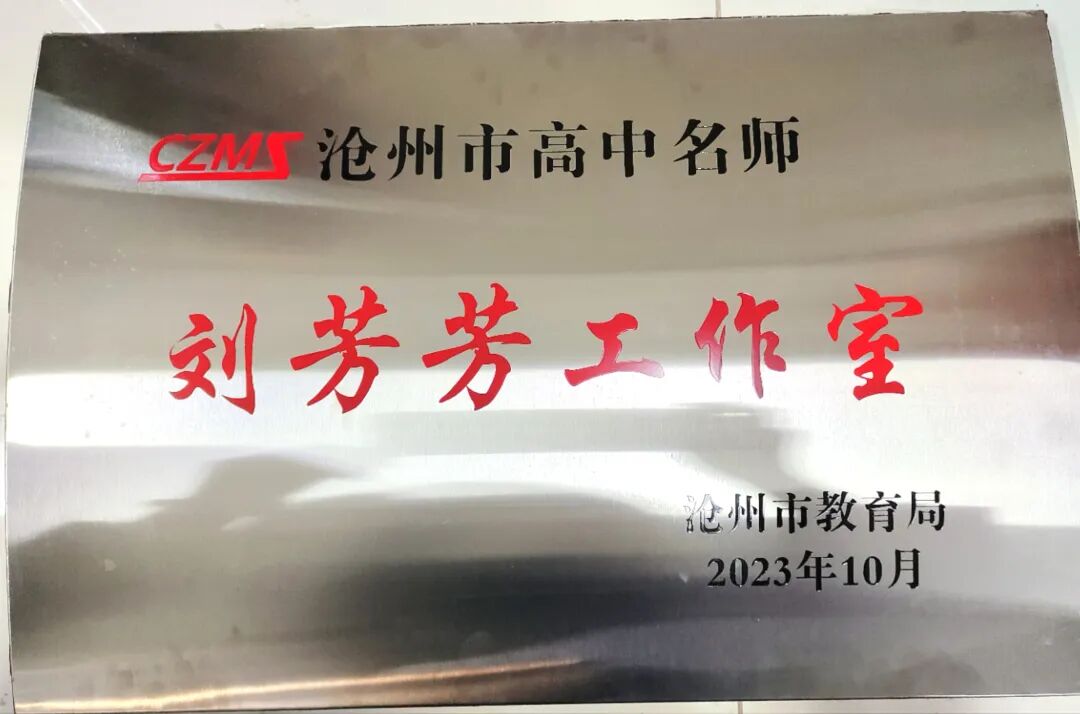 CZMS 沧州市高中名师
刘芳芳工作室
沧州市教育局
2023年10月